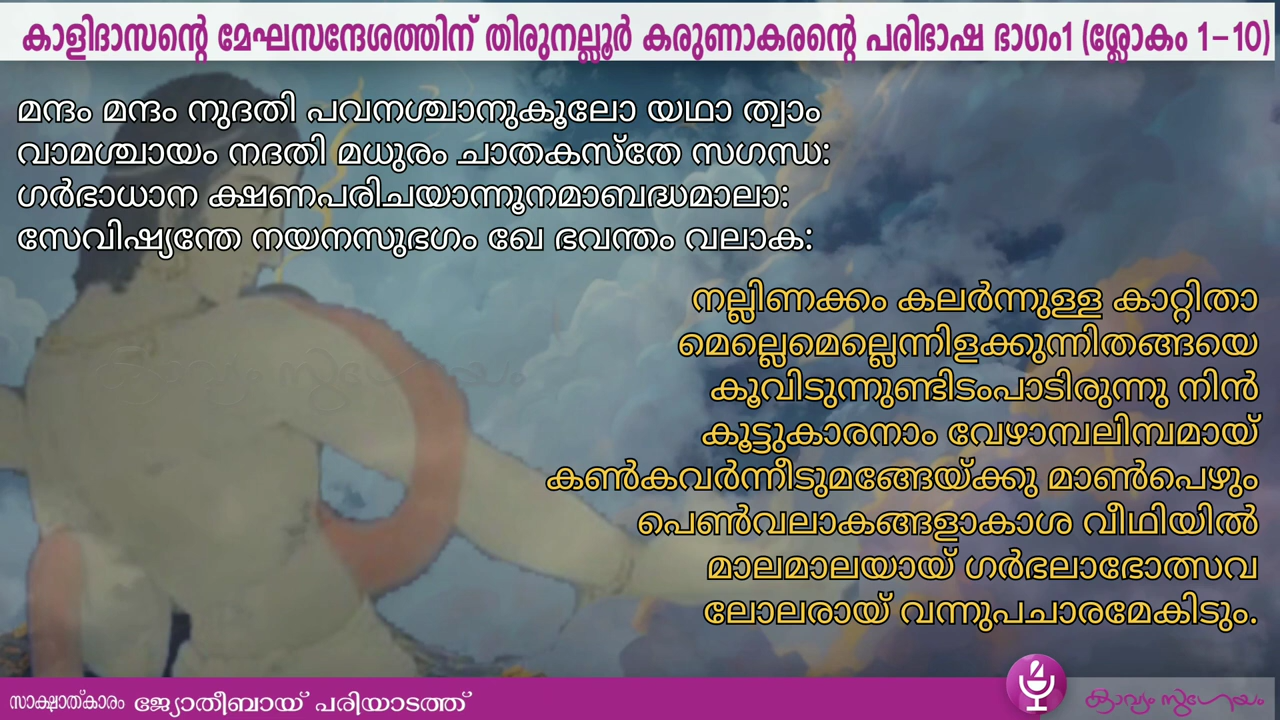 കാളിദാസന്റെ മേഘസന്ദേശത്തിന് തിരുനല്ലൂർ കരുണാകരന്റെ പരിഭാഷ ഭാഗം1 (ശ്ലോകം 1-10)
മന്ദം മന്ദം നുദതി പവനശ്ചാനുകൂലോ യഥാ ത്വാം
വാമശ്ചായം നദതി മധുരം ചാതകസ്തേ സഗന്ധ:
ഗർഭാധാന ക്ഷണപരിചയാന്നൂനമാബദ്ധമാലാ:
സേവിഷ്യന്തേ നയനസുഭഗം ഖേ ഭവന്തം വലാക:
നല്ലിണക്കം കലർന്നുള്ള കാറ്റിതാ
മെല്ലെമെല്ലെന്നിളക്കുന്നിതങ്ങയെ
കൂവിടുന്നുണ്ടിടംപാടിരുന്നു നിൻ
കൂട്ടുകാരനാം വേഴാമ്പലിമ്പമായ്
കൺകവർന്നീടുമങ്ങേയ്ക്കു മാൺപെഴും
പെൺവലാകങ്ങളാകാശ വീഥിയിൽ
മാലമാലയായ് ഗർഭലാഭോത്സവ
ലോലരായ് വന്നുപചാരമേകിടും.
സാക്ഷാത്കാരം ജ്യോതീബായ് പരിയാടത്ത്
കാവ്യം സുഗേയം